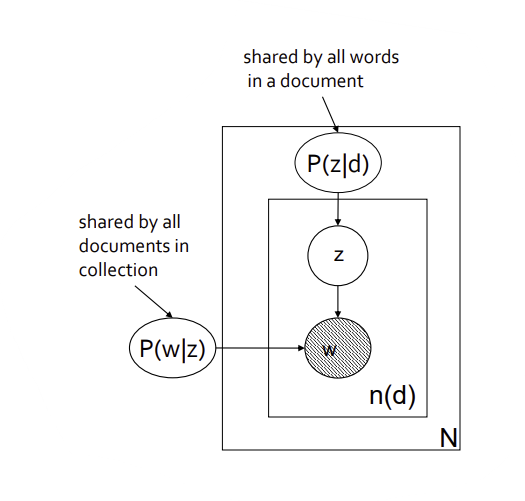 shared by all words
in a document
P(z|d)
shared by all
documents in
collection
z
P(w|z)
w
n(d)
N